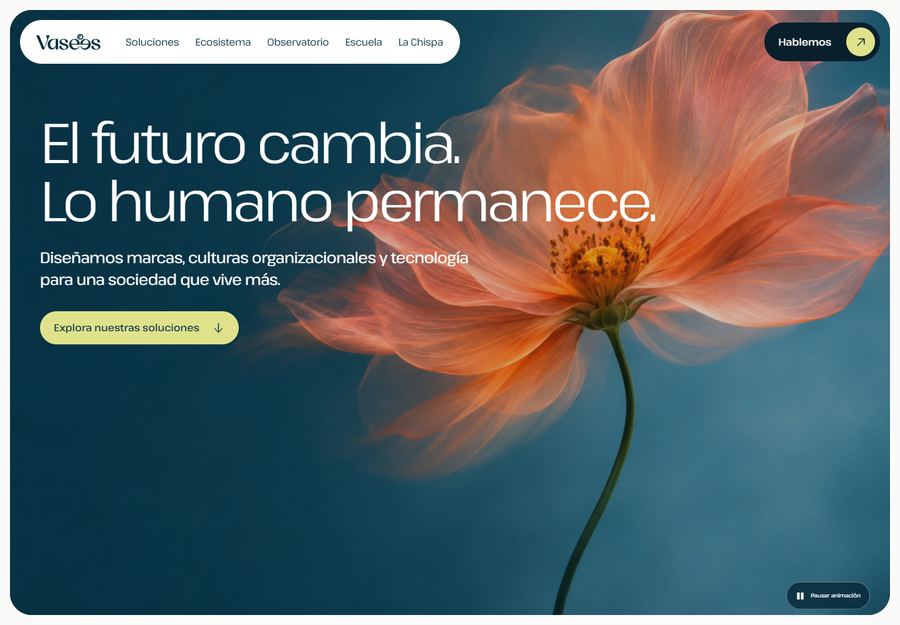 Vasees
Soluciones
Ecosistema
Observatorio
Escuela
La Chispa
Hablemos
El futuro cambia.
Lo humano permanece.
Diseñamos marcas, culturas organizacionales y tecnología
para una sociedad que vive más.
Explora nuestras soluciones
Pausar animación